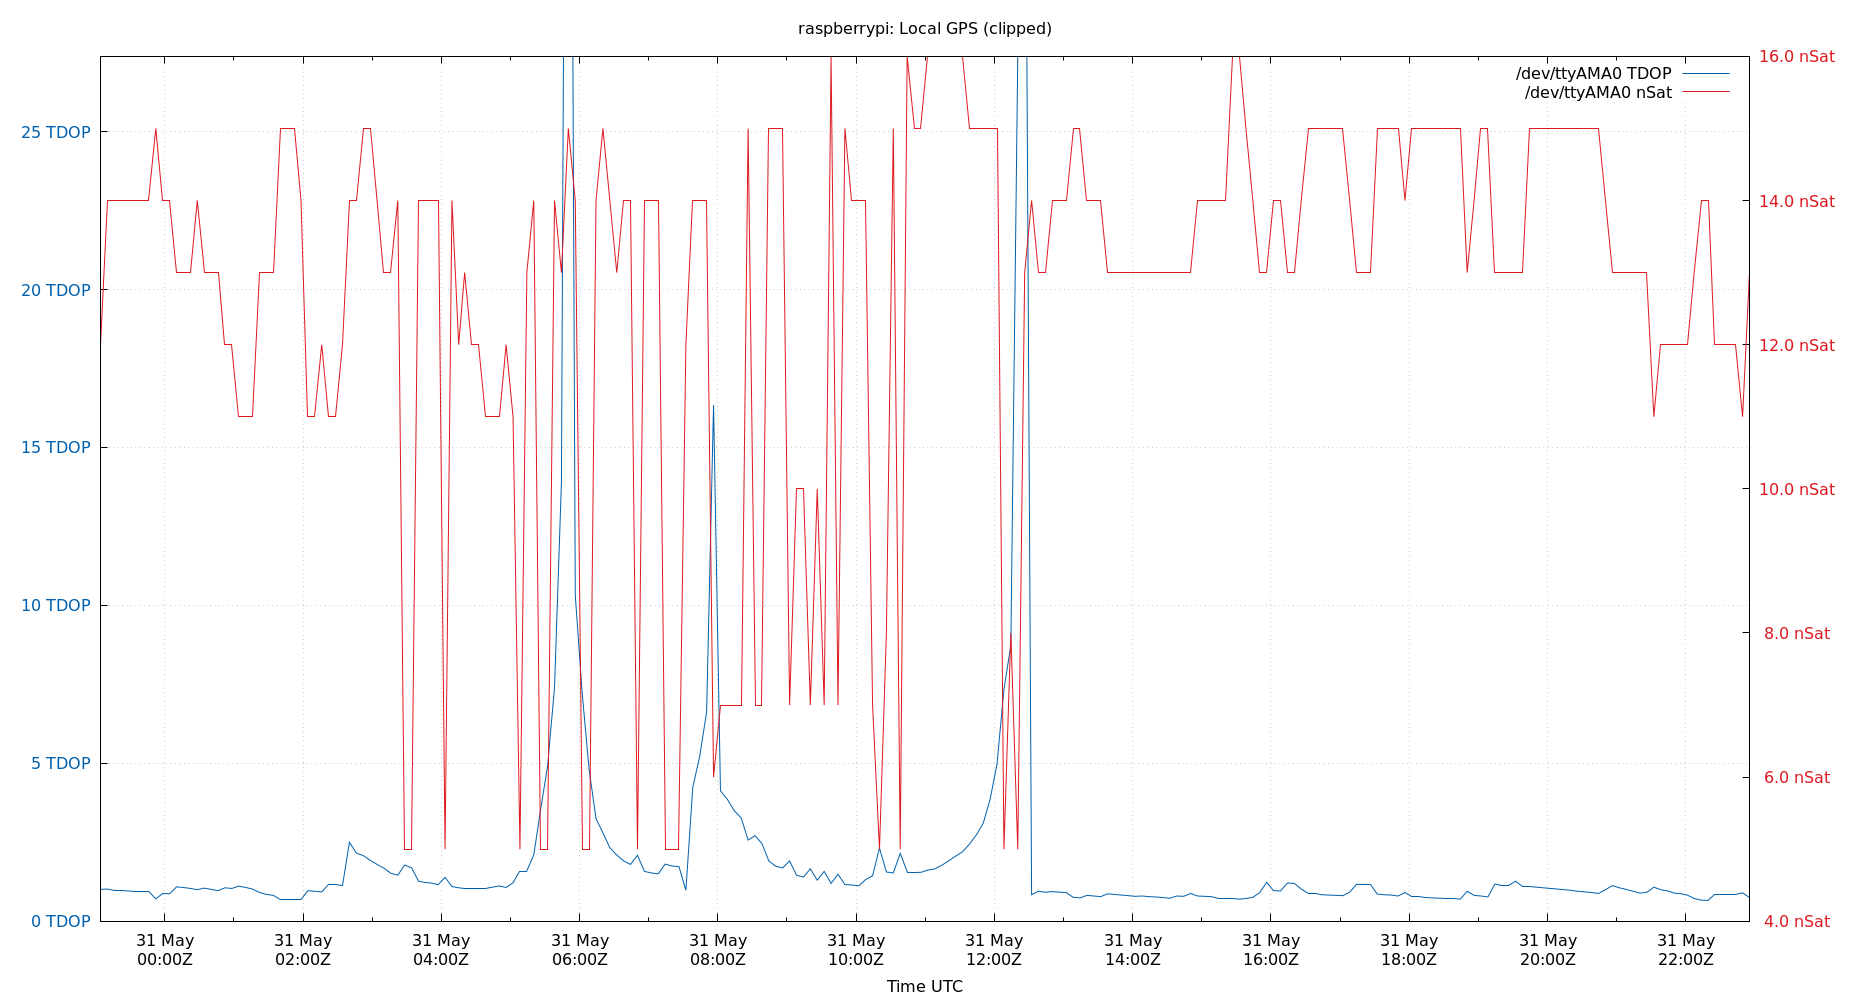 raspberrypi: Local GPS (clipped)
/dev/ttyAMA0 TDOP
/dev/ttyAMA0 nSat
25 TDOP
20 TDOP
15 TDOP
10 TDOP
5 TDOP
0 TDOP
16.0 nSat
14.0 nSat
12.0 nSat
10.0 nSat
8.0 nSat
6.0 nSat
4.0 nSat
31 May 31 May 31 May 31 May 31 May 31 May 31 May 31 May 31 May 31 May 31 May 31 May
00:00Z 02:00Z 04:00Z 06:00Z 08:00Z 10:00Z 12:00Z 14:00Z 16:00Z 18:00Z 20:00Z 22:00Z
Time UTC